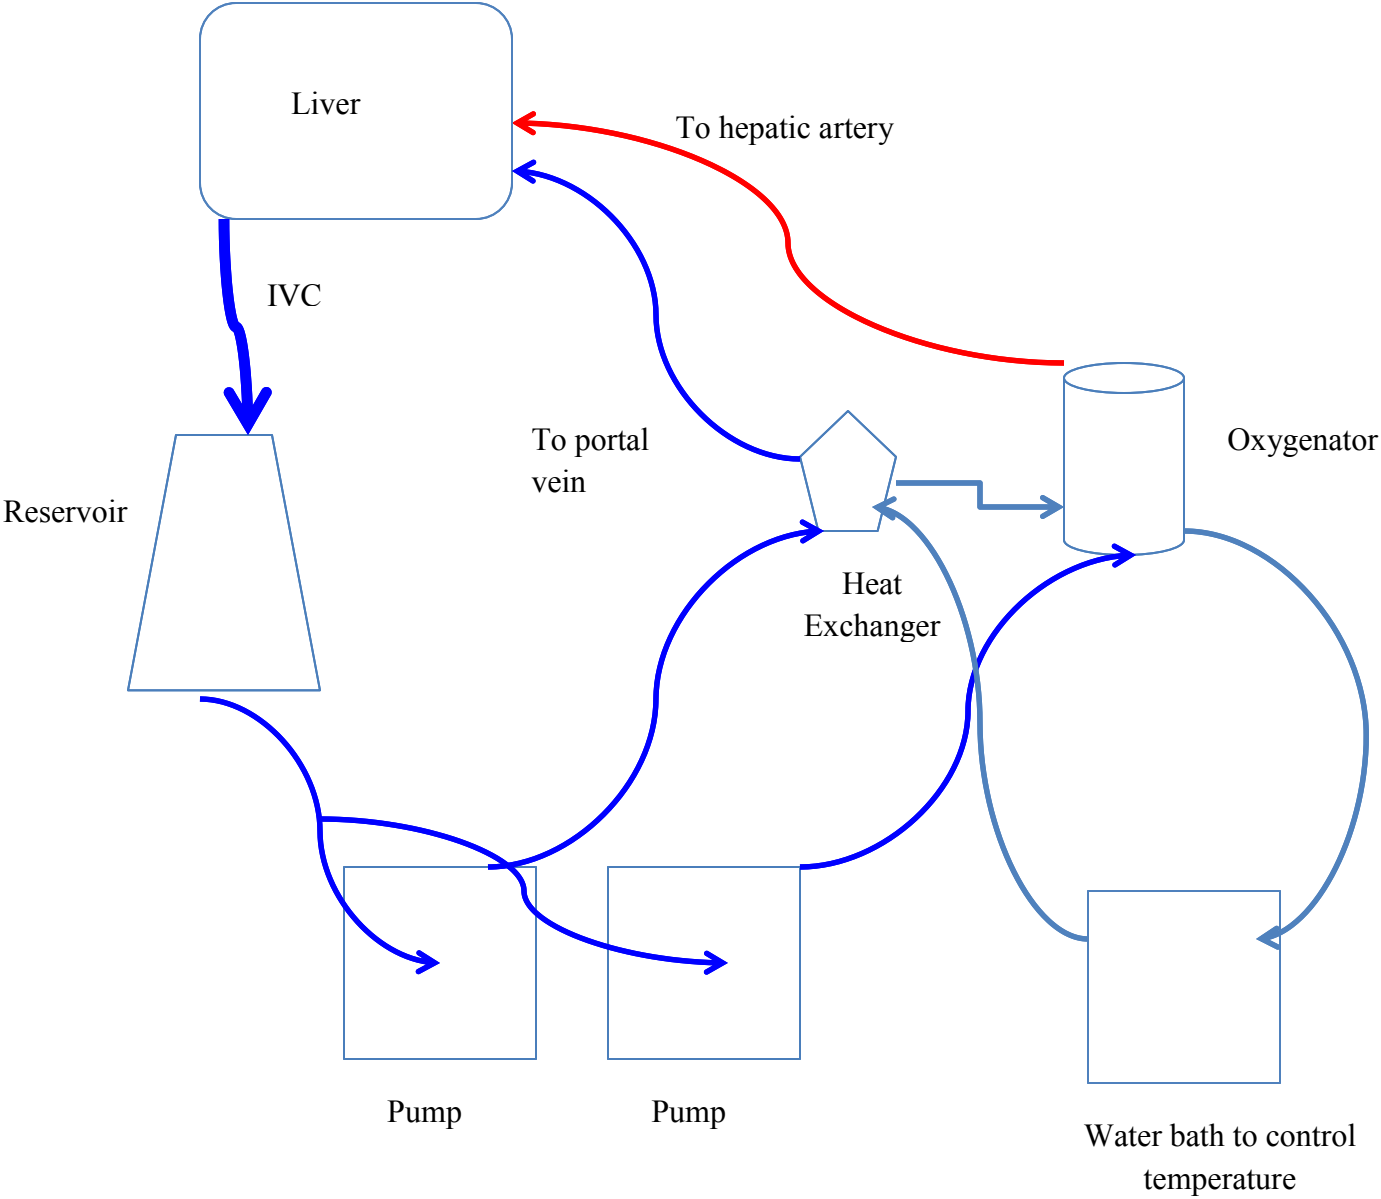 Liver
To hepatic artery
IVC
To portal
vein
Oxygenator
Reservoir
Heat
Exchanger
Pump
Pump
Water bath to control
temperature